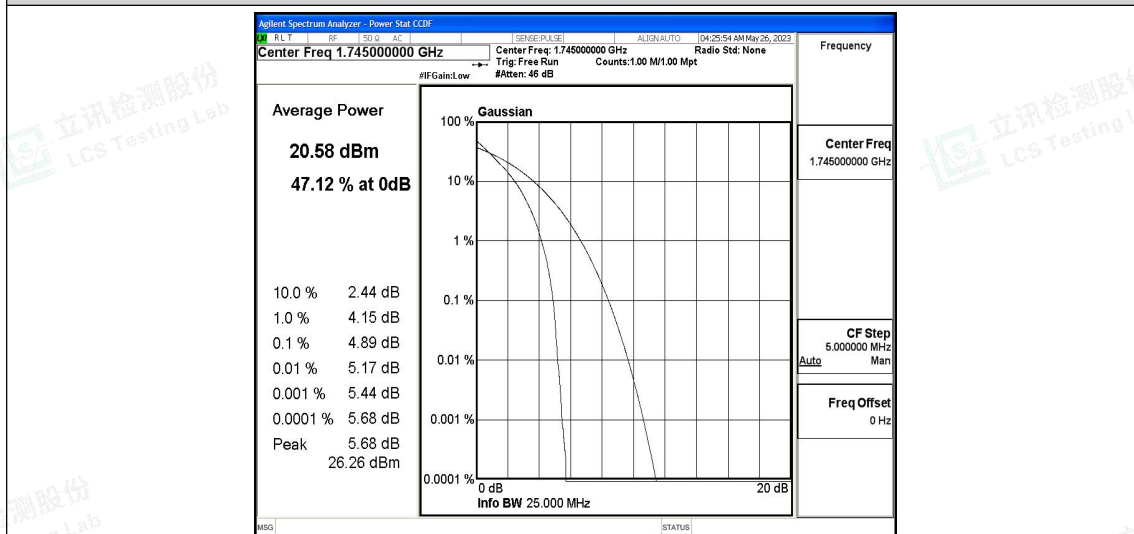 Agilent Spectrum Analyzer - Power Stat CCDF
LXI RLT RF 50 Ω AC SENSE:PULSE ALIGN AUTO 04:25:54 AM May 26, 2023
Center Freq 1.745000000 GHz
Center Freq: 1.745000000 GHz Radio Std: None
Trig: Free Run Counts:1.00 M/1.00 Mpt
#IFGain:Low #Atten: 46 dB
Frequency
Average Power
20.58 dBm
47.12 % at 0dB
10.0 % 2.44 dB
1.0 % 4.15 dB
0.1 % 4.89 dB
0.01 % 5.17 dB
0.001 % 5.44 dB
0.0001 % 5.68 dB
Peak 5.68 dB
26.26 dBm
Gaussian
100 %
10 %
1 %
0.1 %
0.01 %
0.001 %
0.0001 %
0 dB 20 dB
Info BW 25.000 MHz
Center Freq
1.745000000 GHz
CF Step
5.000000 MHz
Auto Man
Freq Offset
0 Hz
MSG STATUS
立讯检测股份
LCS Testing Lab
立讯检测股份
LCS Testing L
测股份
Lab